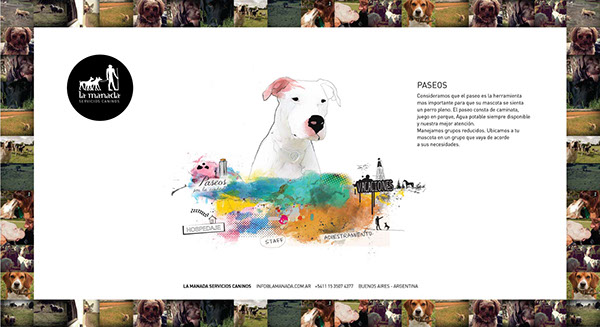 la manada
SERVICIOS CANINOS
PASEOS
Consideramos que el paseo es la herramienta
mas importante para que su mascota se sienta
un perro pleno. El paseo consta de caminata,
juego en parque, Agua potable siempre disponible
y nuestra mejor atención.
Manejamos grupos reducidos. Ubicamos a tu
mascota en un grupo que vaya de acorde
a sus necesidades.
Paseos
VACACIONES
HOSPEDAJE
STAFF
ADIESTRAMIENTO
LA MANADA SERVICIOS CANINOS INFO@LAMANADA.COM.AR +5411 15 3507 4377 BUENOS AIRES - ARGENTINA